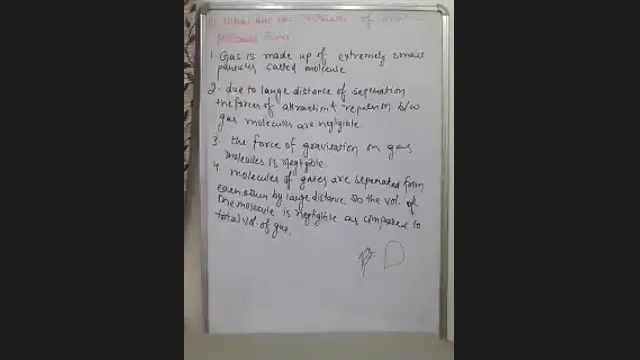 What are the postulates of kinetic
Molecular theory
1 Gas is made up of extremely small
particles called molecule
2. due to large distance of seperation
the forces of attraction & repulsion b/w
gas molecules are negligible.
3. the force of gravitation on gas
molecules is negligible
4. molecules of gases are seperated from
each other by large distance so the vol. of
the molecule is negligible as compared to
total vol. of gas.